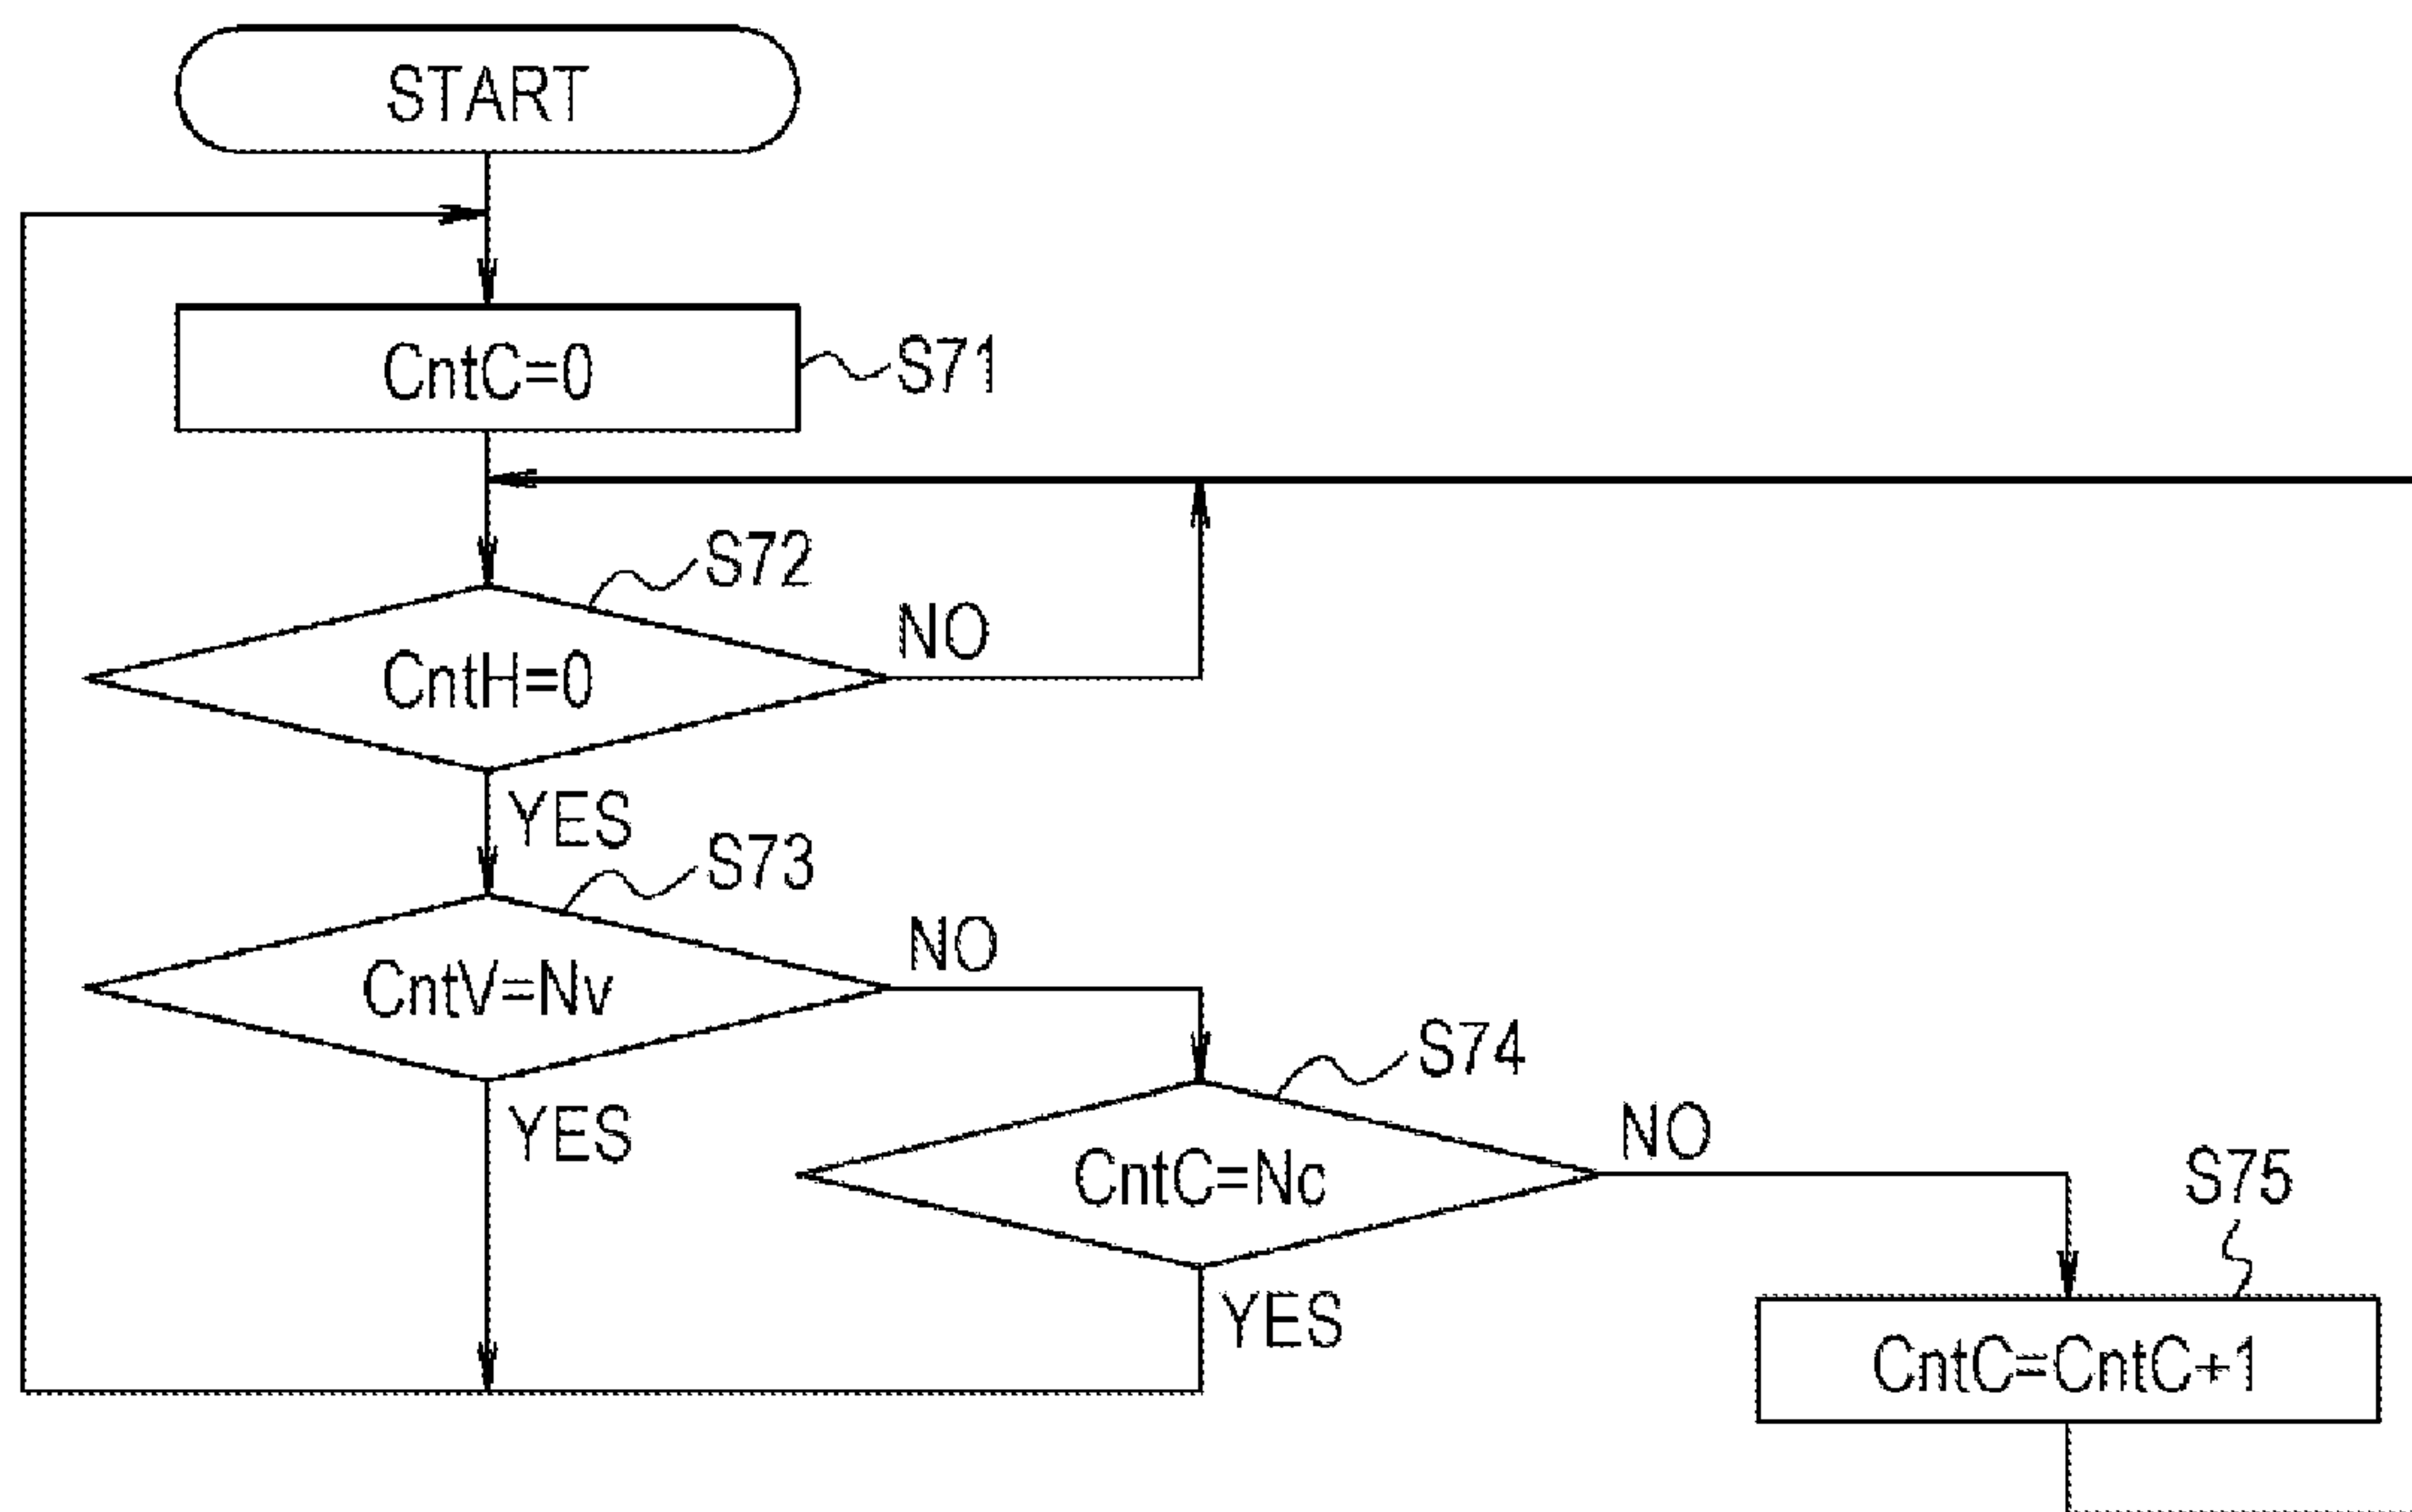 START
CntC=0
S71
S72
CntH=0
NO
YES
S73
CntV=Nv
NO
YES
S74
CntC=Nc
NO
YES
S75
CntC=CntC+1